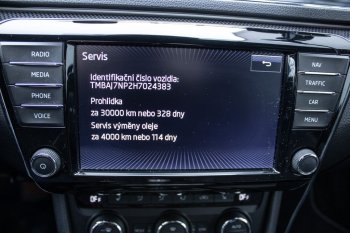 RADIO
MEDIA
PHONE
VOICE
Servis
Identifikační číslo vozidla:
TMBAJ7NP2H7024383
Prohlídka
za 30000 km nebo 328 dny
Servis výměny oleje
za 4000 km nebo 114 dny
NAV
TRAFFIC
CAR
MENU